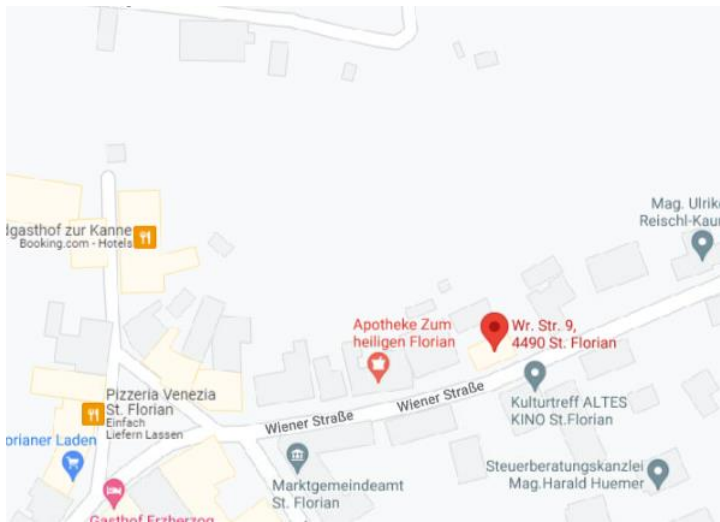 Mag. Ulrike
Reischl-Kaun
dgasthof zur Kanne
Booking.com - Hotels
Apotheke Zum
heiligen Florian
Wr. Str. 9,
4490 St. Florian
Pizzeria Venezia
St. Florian
Einfach
Liefern Lassen
Wiener Straße
Wiener Straße
Kulturtreff ALTES
KINO St.Florian
orianer Laden
Marktgemeindeamt
St. Florian
Steuerberatungskanzlei
Mag.Harald Huemer
Gasthof Erzherzog